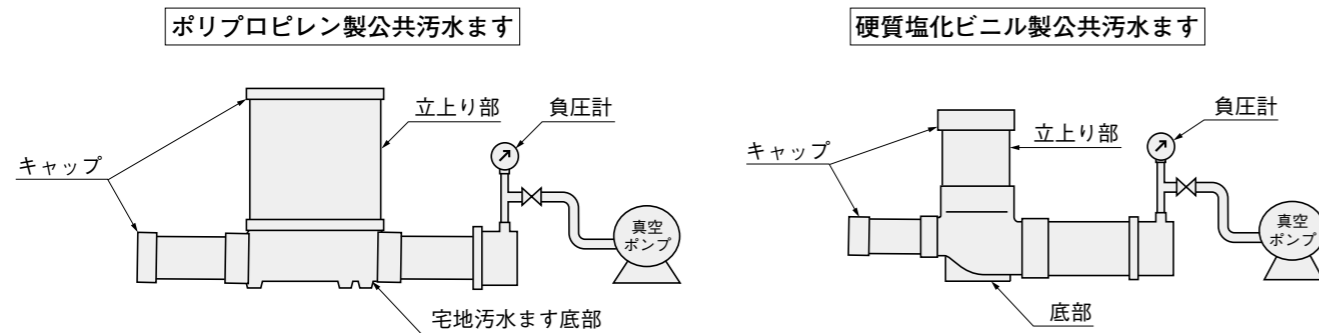 ポリプロピレン製公共汚水ます
立上り部
負圧計
キャップ
真空
ポンプ
宅地汚水ます底部
硬質塩化ビニル製公共汚水ます
負圧計
立上り部
キャップ
真空
ポンプ
底部